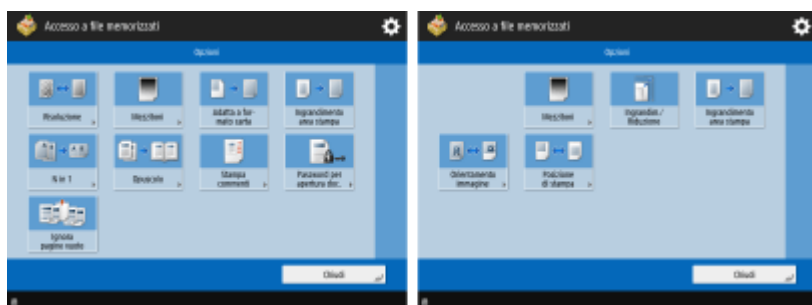 Accesso a file memorizzati
Opzioni
Risoluzione
Mezzitoni
Adatta a for-
mato carta
Ingrandimento
area stampa
N in 1
Opuscolo
Stampa
commenti
Password per
apertura doc.
Ignora
pagine vuote
Chiudi
Accesso a file memorizzati
Opzioni
Mezzitoni
Ingrandim./
Riduzione
Ingrandimento
area stampa
Orientamento
immagine
Posizione
di stampa
Chiudi